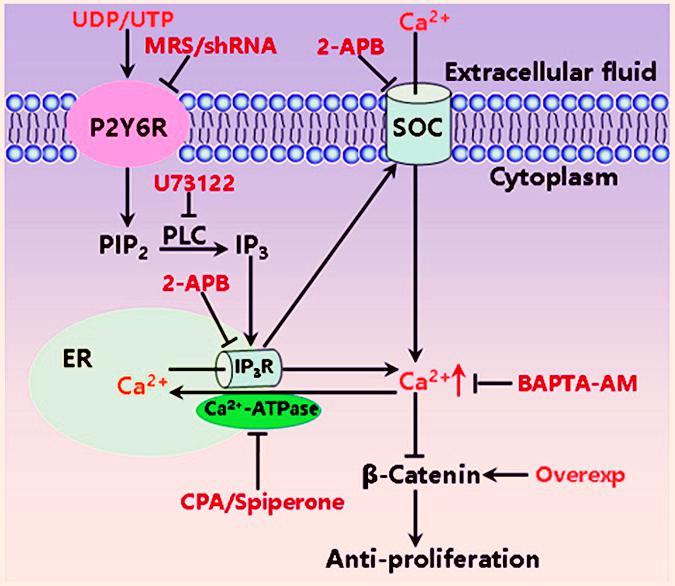 UDP/UTP
Ca²⁺
MRS/shRNA
2-APB
Extracellular fluid
P2Y6R
SOC
Cytoplasm
U73122
PIP₂
PLC
IP₃
2-APB
ER
IP₃R
Ca²⁺
Ca²⁺↑
BAPTA-AM
Ca²⁺-ATPase
β-Catenin
Overexp
CPA/Spiperone
Anti-proliferation